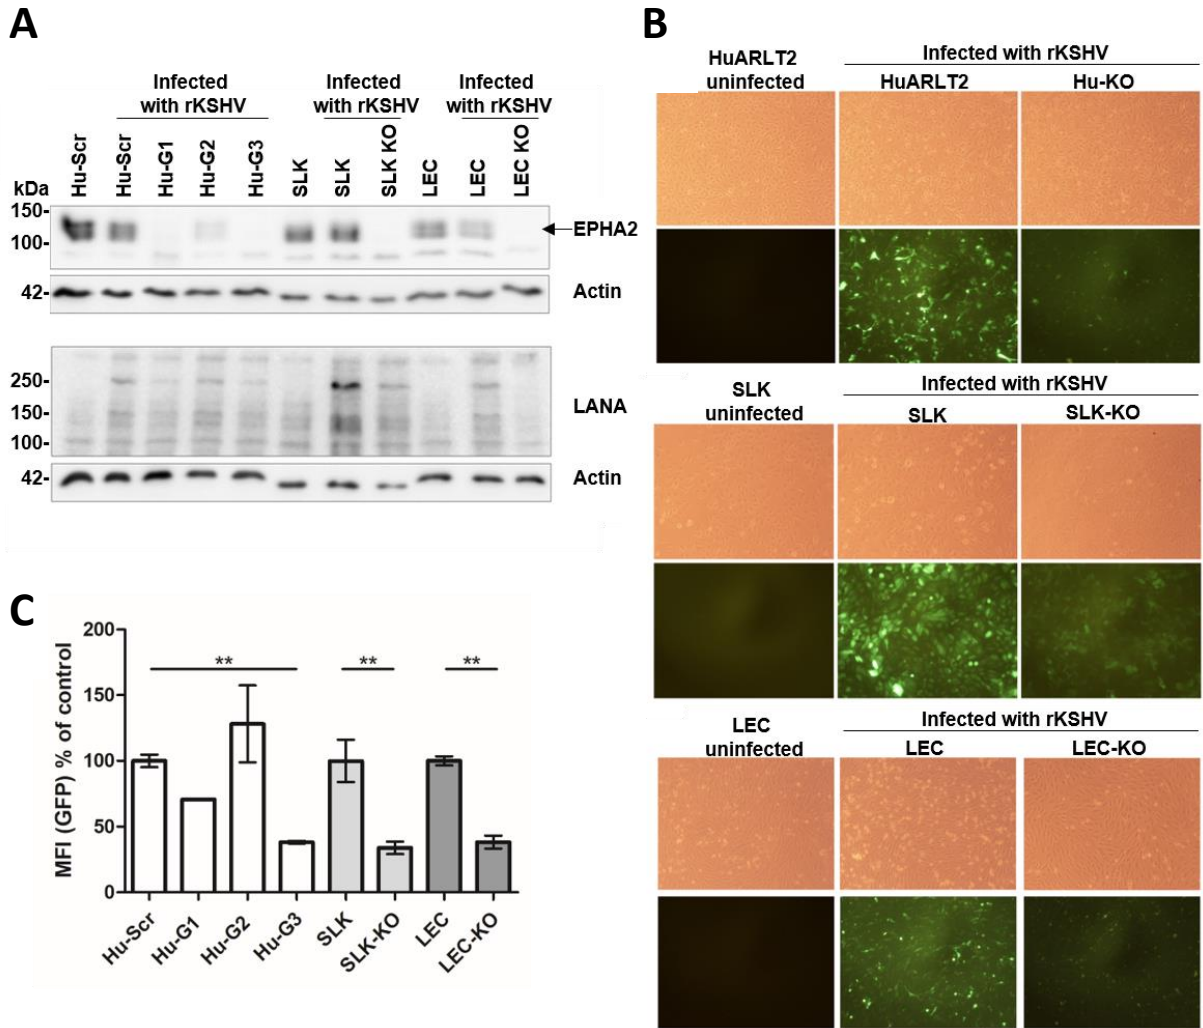 A
Infected
with rKSHV
Infected
with rKSHV
Infected
with rKSHV
Hu-Scr
Hu-Scr
Hu-G1
Hu-G2
Hu-G3
SLK
SLK
SLK KO
LEC
LEC
LEC KO
kDa
150-
100-
EPHA2
42-
Actin
250-
150-
100-
LANA
42-
Actin
B
HuARLT2
uninfected
Infected with rKSHV
HuARLT2
Hu-KO
SLK
uninfected
Infected with rKSHV
SLK
SLK-KO
LEC
uninfected
Infected with rKSHV
LEC
LEC-KO
C
MFI (GFP) % of control
200
150
100
50
0
**
**
**
Hu-Scr
Hu-G1
Hu-G2
Hu-G3
SLK
SLK-KO
LEC
LEC-KO